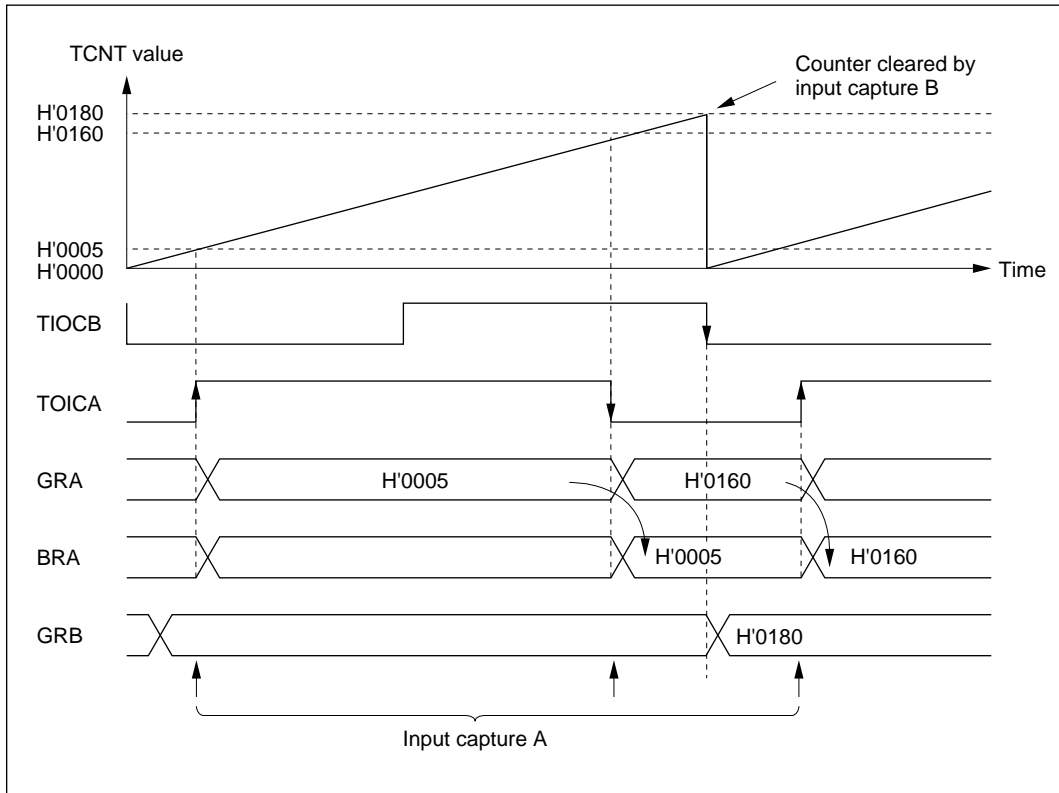 TCNT value
Counter cleared by
input capture B
H'0180
H'0160
H'0005
H'0000
Time
TIOCB
TOICA
GRA
H'0005
H'0160
BRA
H'0005
H'0160
GRB
H'0180
Input capture A